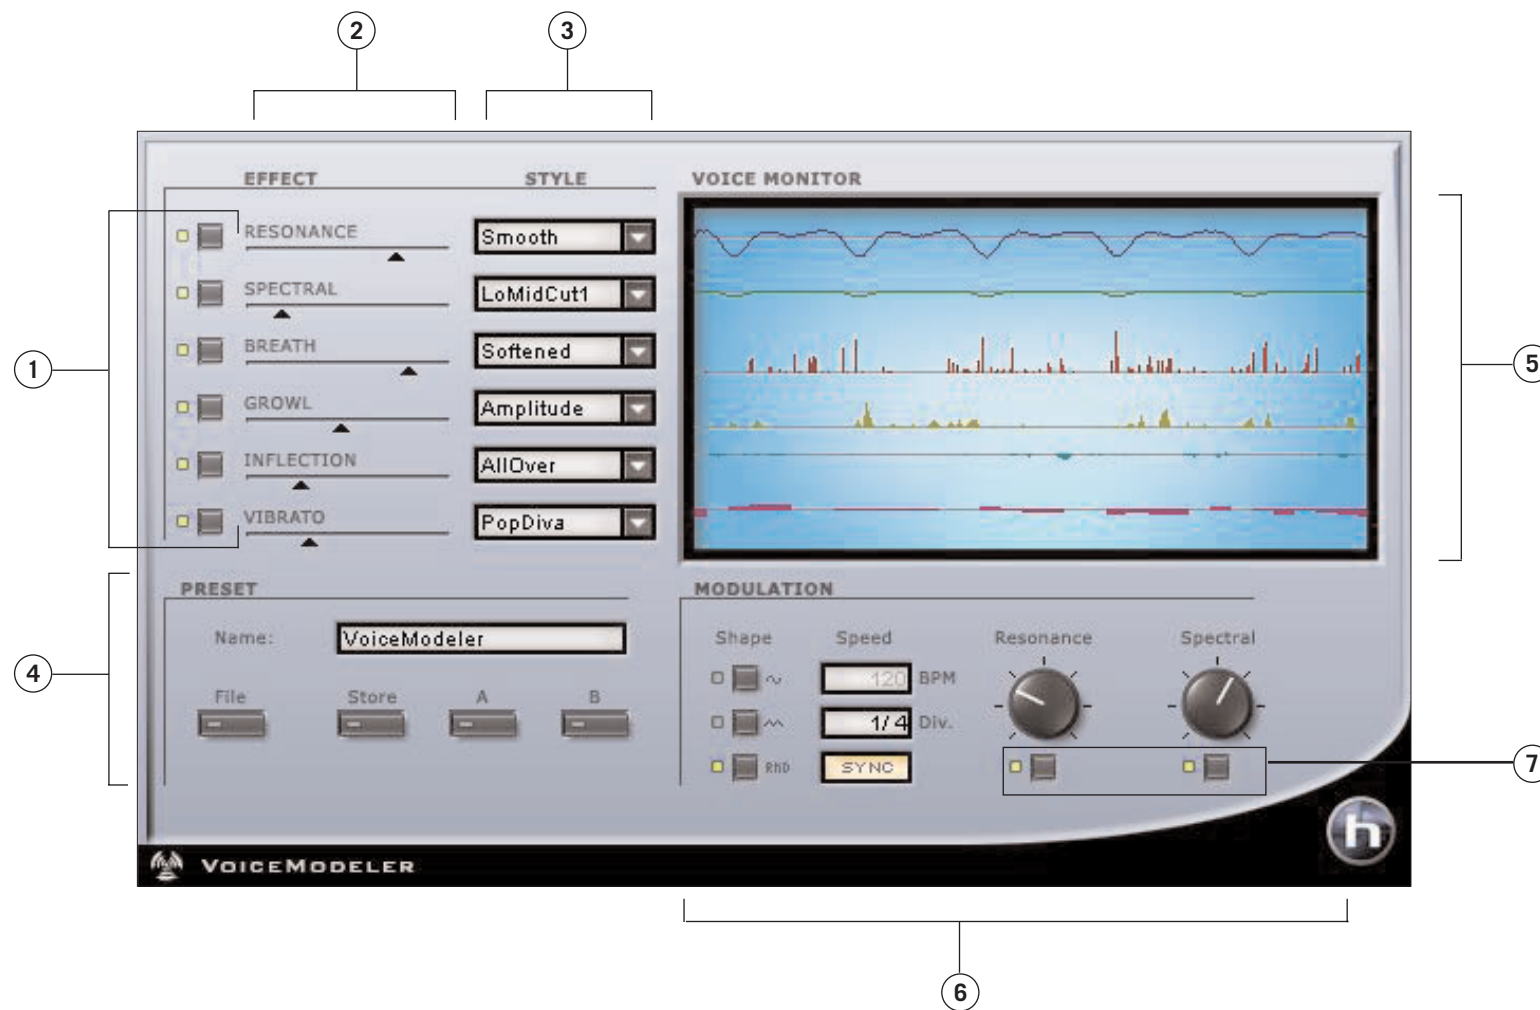 2 3
EFFECT STYLE VOICE MONITOR
RESONANCE Smooth
SPECTRAL LoMidCut1
BREATH Softened
1 5
GROWL Amplitude
INFLECTION AllOver
VIBRATO PopDiva
PRESET MODULATION
Name: VoiceModeler Shape Speed Resonance Spectral
4 120 BPM
File Store A B
1/4 Div.
RhD SYNC 7
h
VOICEMODELER
6